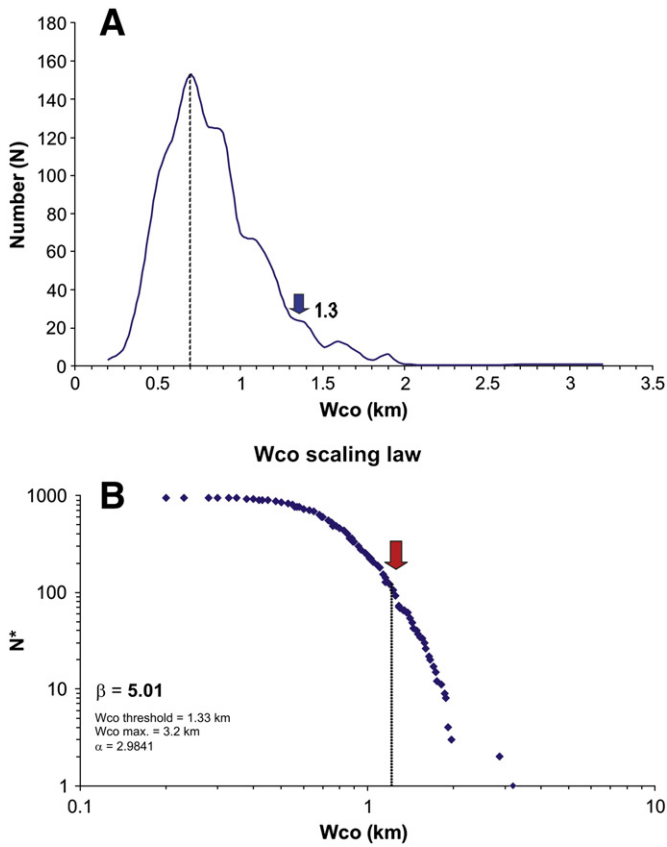 A
180
160
140
120
100
80
60
40
20
0
Number (N)
1.3
0 0.5 1 1.5 2 2.5 3 3.5
Wco (km)
Wco scaling law
B
1000
100
10
1
N*
β = 5.01
Wco threshold = 1.33 km
Wco max. = 3.2 km
α = 2.9841
0.1 1 10
Wco (km)